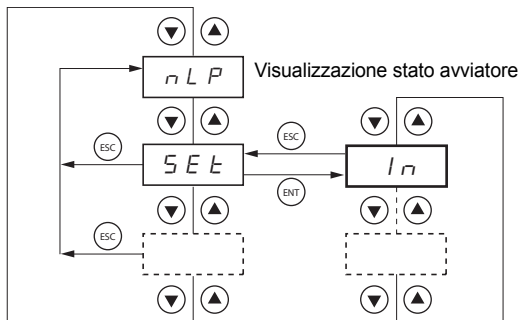 nLP Visualizzazione stato avviatore
ESC ESC
SEt In
ENT
ESC